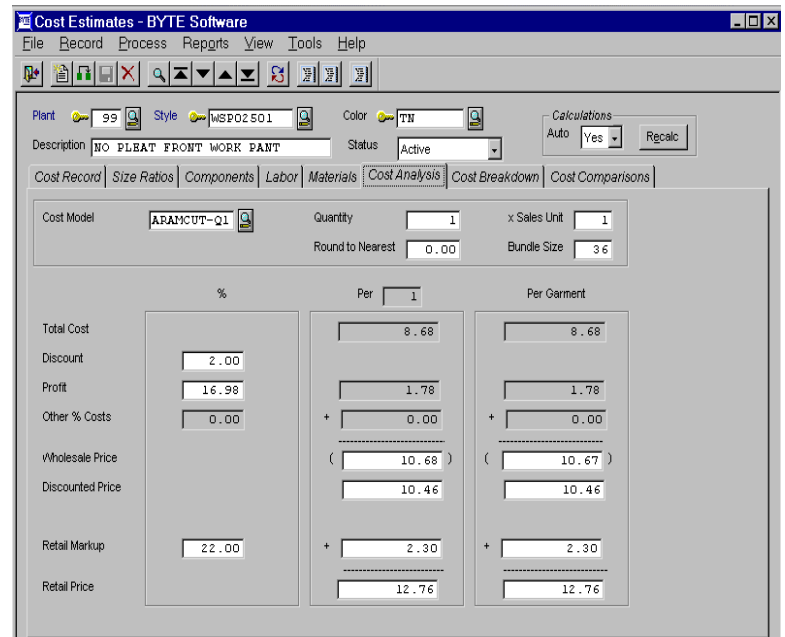 Cost Estimates - BYTE Software
File Record Process Reports View Tools Help
Plant 99 Style WSP02501 Color TN Calculations
Description NO PLEAT FRONT WORK PANT Status Active Auto Yes Recalc
Cost Record Size Ratios Components Labor Materials Cost Analysis Cost Breakdown Cost Comparisons
Cost Model ARAMCUT-Q1 Quantity 1 x Sales Unit 1
Round to Nearest 0.00 Bundle Size 36
% Per 1 Per Garment
Total Cost 8.68 8.68
Discount 2.00
Profit 16.98 1.78 1.78
Other % Costs 0.00 + 0.00 + 0.00
Wholesale Price ( 10.68 ) ( 10.67 )
Discounted Price 10.46 10.46
Retail Markup 22.00 + 2.30 + 2.30
Retail Price 12.76 12.76